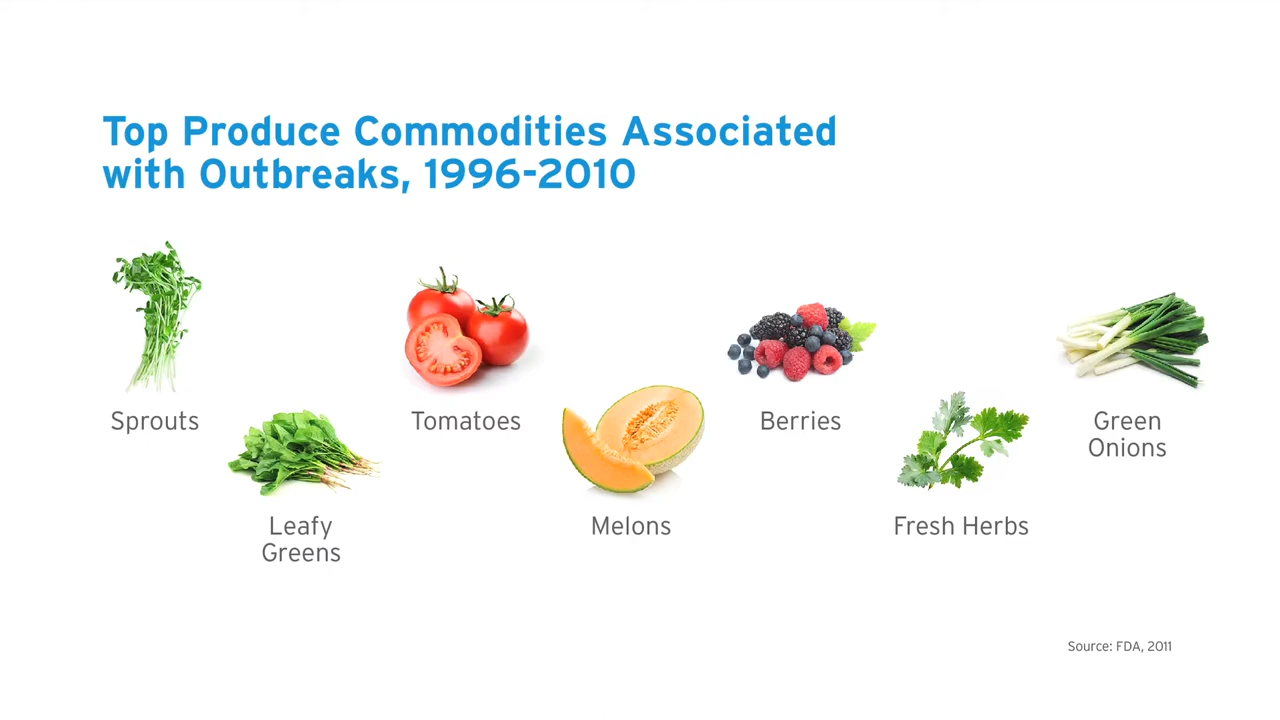 Top Produce Commodities Associated
with Outbreaks, 1996-2010
Sprouts
Leafy
Greens
Tomatoes
Melons
Berries
Fresh Herbs
Green
Onions
Source: FDA, 2011